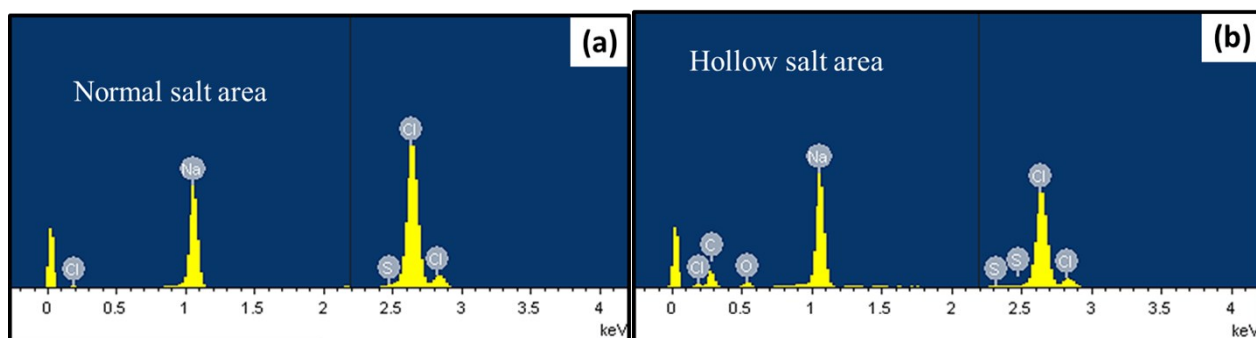 (a)
Normal salt area
Cl
Na
Cl
S
Cl
0 0.5 1 1.5 2 2.5 3 3.5 4
keV
(b)
Hollow salt area
Na
Cl
C
Cl
O
S
S
Cl
0 0.5 1 1.5 2 2.5 3 3.5 4
keV